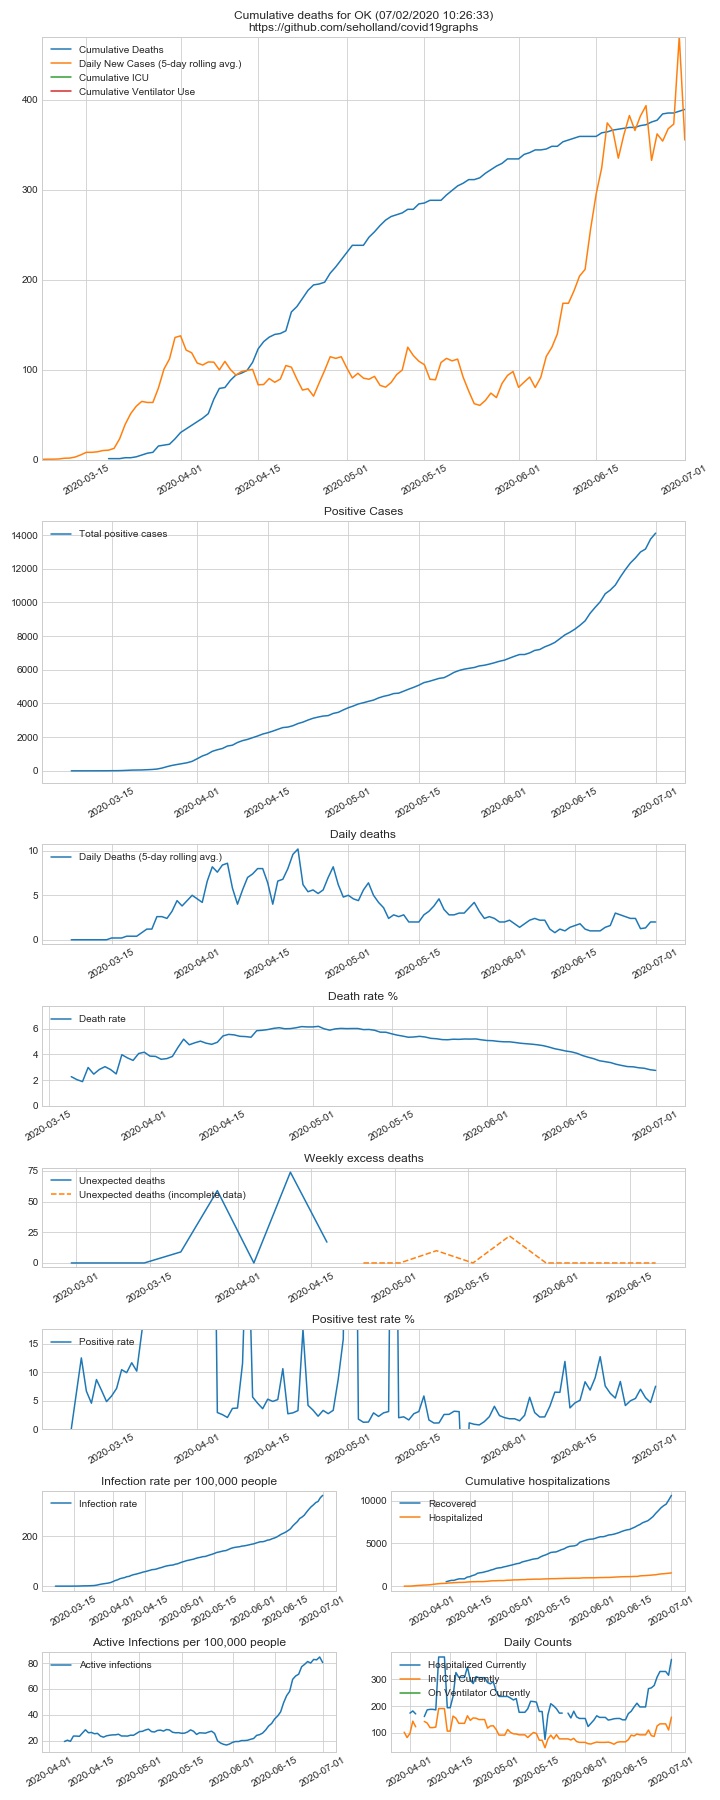 Cumulative deaths for OK (07/02/2020 10:26:33)
https://github.com/seholland/covid19graphs
Cumulative Deaths
Daily New Cases (5-day rolling avg.)
Cumulative ICU
Cumulative Ventilator Use
400
300
200
100
0
2020-03-15 2020-04-01 2020-04-15 2020-05-01 2020-05-15 2020-06-01 2020-06-15 2020-07-01
Positive Cases
Total positive cases
14000
12000
10000
8000
6000
4000
2000
0
2020-03-15 2020-04-01 2020-04-15 2020-05-01 2020-05-15 2020-06-01 2020-06-15 2020-07-01
Daily deaths
Daily Deaths (5-day rolling avg.)
10
5
0
2020-03-15 2020-04-01 2020-04-15 2020-05-01 2020-05-15 2020-06-01 2020-06-15 2020-07-01
Death rate %
Death rate
6
4
2
0
2020-03-15 2020-04-01 2020-04-15 2020-05-01 2020-05-15 2020-06-01 2020-06-15 2020-07-01
Weekly excess deaths
Unexpected deaths
Unexpected deaths (incomplete data)
75
50
25
0
2020-03-01 2020-03-15 2020-04-01 2020-04-15 2020-05-01 2020-05-15 2020-06-01 2020-06-15
Positive test rate %
Positive rate
15
10
5
0
2020-03-15 2020-04-01 2020-04-15 2020-05-01 2020-05-15 2020-06-01 2020-06-15 2020-07-01
Infection rate per 100,000 people
Infection rate
200
0
2020-03-15 2020-04-01 2020-04-15 2020-05-01 2020-05-15 2020-06-01 2020-06-15 2020-07-01
Cumulative hospitalizations
Recovered
Hospitalized
10000
5000
0
2020-04-01 2020-04-15 2020-05-01 2020-05-15 2020-06-01 2020-06-15 2020-07-01
Active Infections per 100,000 people
Active infections
80
60
40
20
2020-04-01 2020-04-15 2020-05-01 2020-05-15 2020-06-01 2020-06-15 2020-07-01
Daily Counts
Hospitalized Currently
In ICU Currently
On Ventilator Currently
300
200
100
2020-04-01 2020-04-15 2020-05-01 2020-05-15 2020-06-01 2020-06-15 2020-07-01